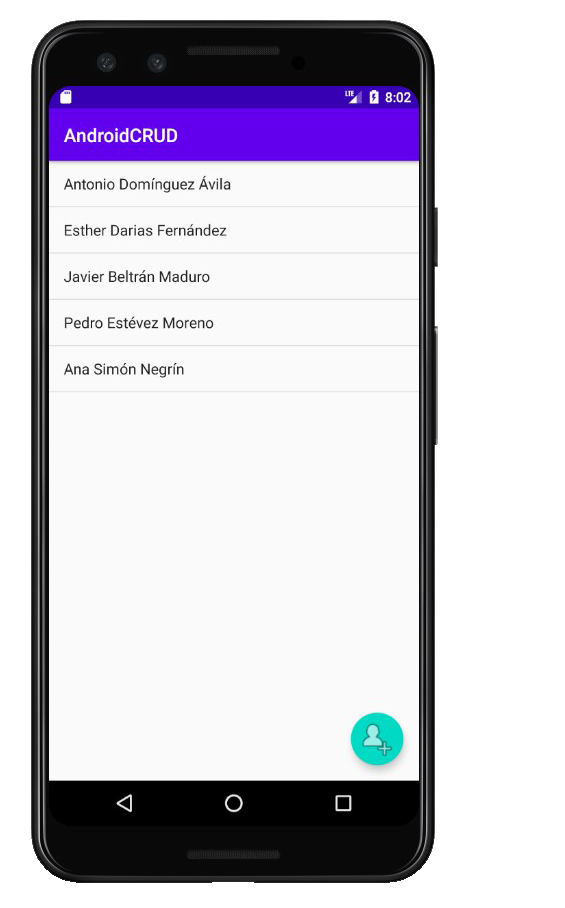 LTE 8:02
AndroidCRUD
Antonio Domínguez Ávila
Esther Darias Fernández
Javier Beltrán Maduro
Pedro Estévez Moreno
Ana Simón Negrín